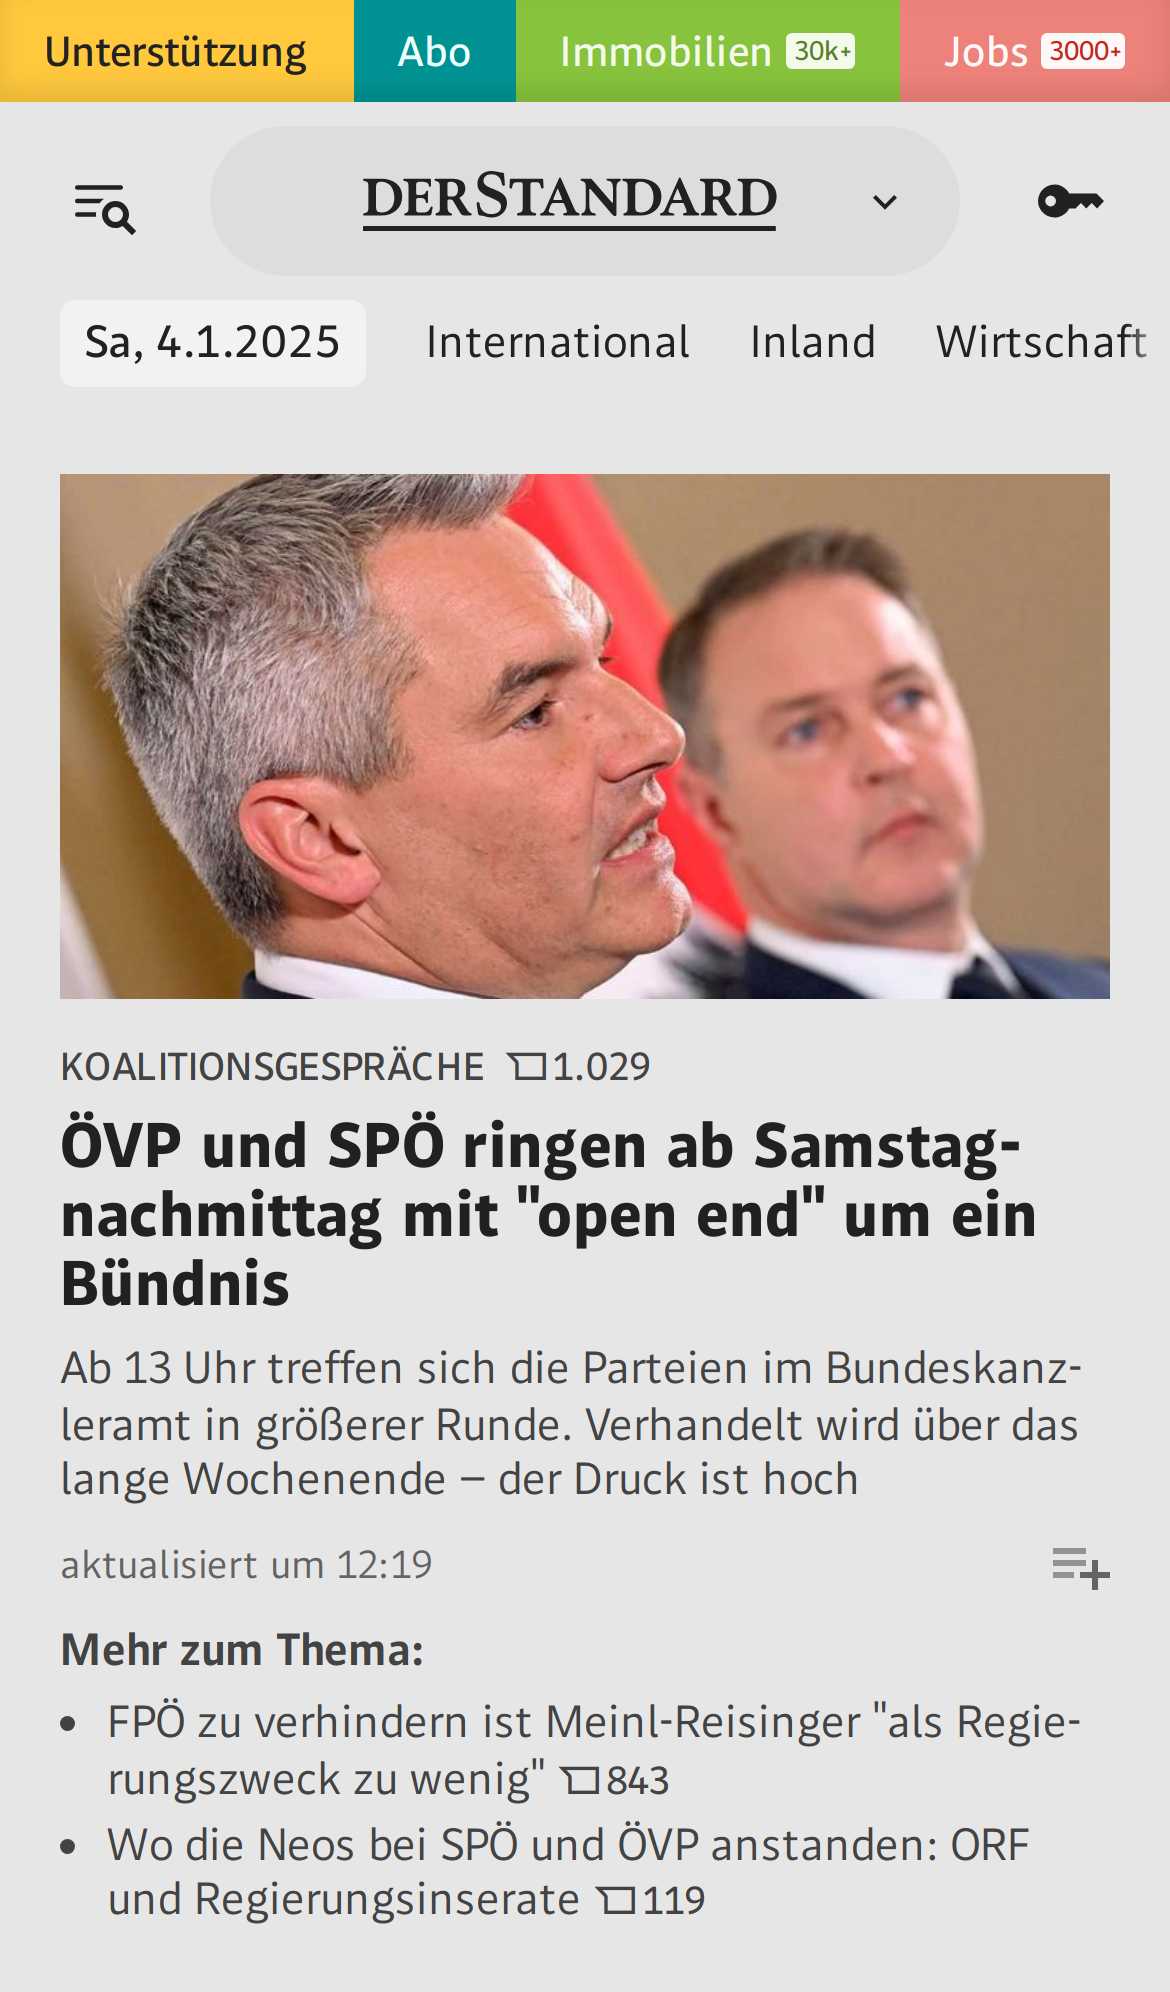 Unterstützung Abo Immobilien 30k+ Jobs 3000+
DERSTANDARD
Sa, 4.1.2025 International Inland Wirtschaft
KOALITIONSGESPRÄCHE 1.029
ÖVP und SPÖ ringen ab Samstag-
nachmittag mit "open end" um ein
Bündnis
Ab 13 Uhr treffen sich die Parteien im Bundeskanz-
leramt in größerer Runde. Verhandelt wird über das
lange Wochenende – der Druck ist hoch
aktualisiert um 12:19
Mehr zum Thema:
• FPÖ zu verhindern ist Meinl-Reisinger "als Regie-
rungszweck zu wenig" 843
• Wo die Neos bei SPÖ und ÖVP anstanden: ORF
und Regierungsinserate 119